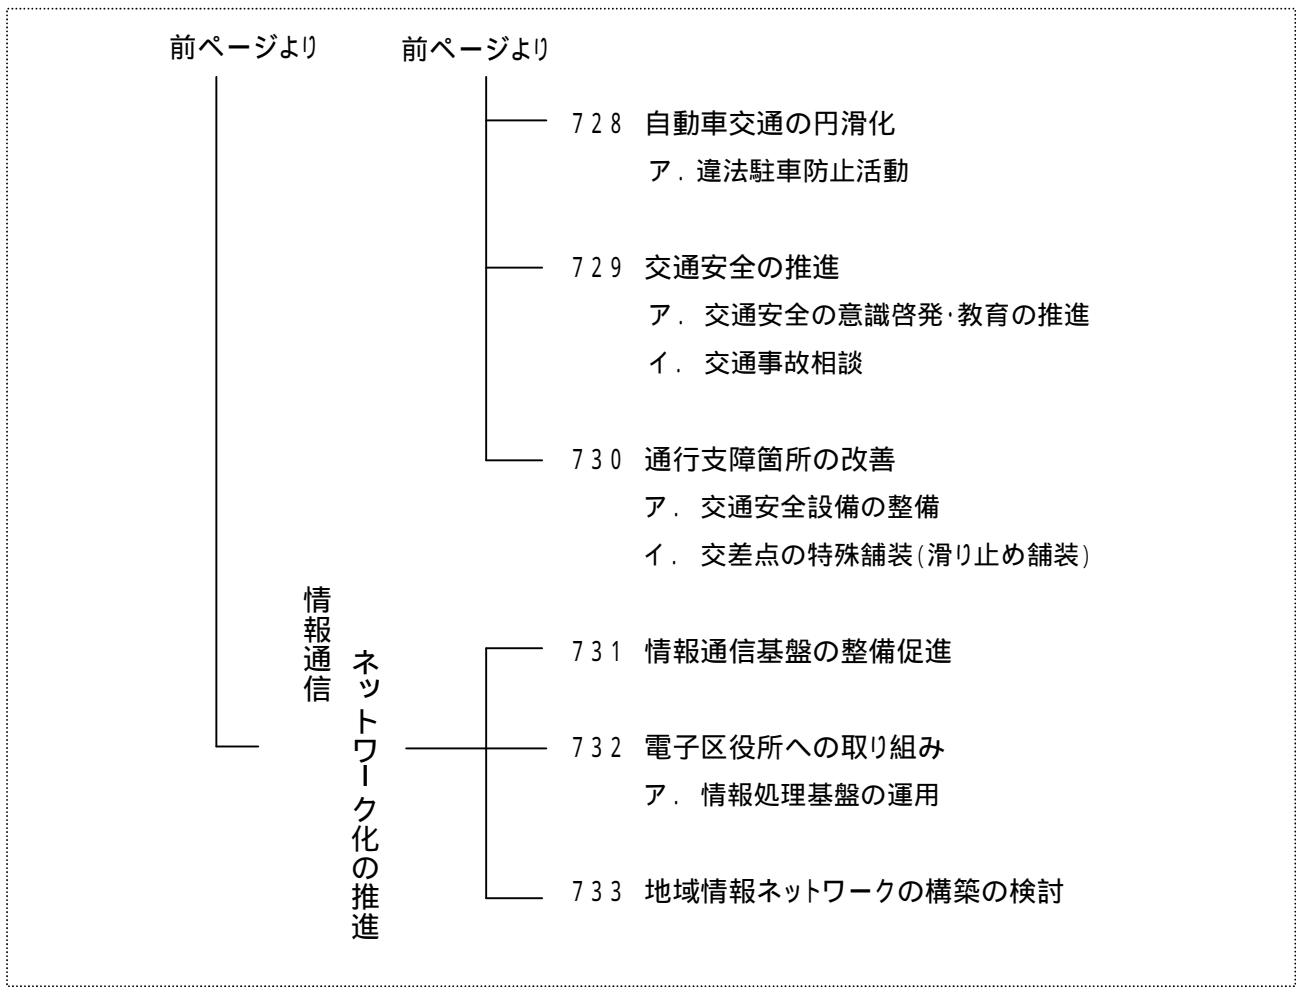 前ページより
前ページより
728 自動車交通の円滑化
ア．違法駐車防止活動
729 交通安全の推進
ア．交通安全の意識啓発・教育の推進
イ．交通事故相談
730 通行支障箇所の改善
ア．交通安全設備の整備
イ．交差点の特殊舗装(滑り止め舗装)
情報通信
ネットワーク化の推進
731 情報通信基盤の整備促進
732 電子区役所への取り組み
ア．情報処理基盤の運用
733 地域情報ネットワークの構築の検討